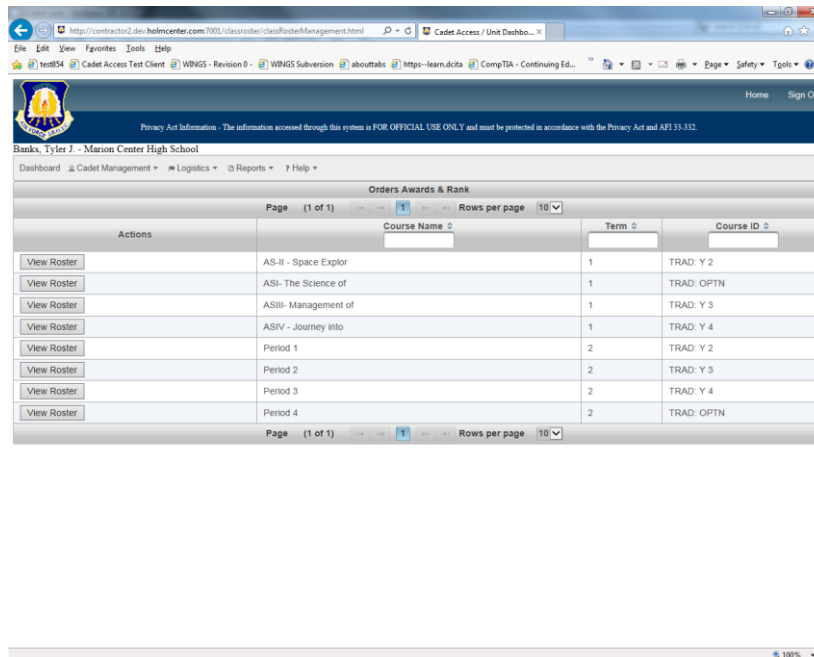 http://contractor2.dev.holmcenter.com:7001/classroster/classRosterManagement.html
Cadet Access / Unit Dashbo...
File Edit View Favorites Tools Help
test854 Cadet Access Test Client WINGS - Revision 0 - WINGS Subversion abouttabs https--learn.dcita CompTIA - Continuing Ed... Page Safety Tools
Home Sign O
Privacy Act Information - The information accessed through this system is FOR OFFICIAL USE ONLY and must be protected in accordance with the Privacy Act and AFI 33-332.
Banks, Tyler J. - Marion Center High School
Dashboard Cadet Management Logistics Reports ? Help
Orders Awards & Rank
Page (1 of 1) 1 Rows per page 10
Actions Course Name Term Course ID
View Roster AS-II - Space Explor 1 TRAD: Y 2
View Roster ASI- The Science of 1 TRAD: OPTN
View Roster ASIII- Management of 1 TRAD: Y 3
View Roster ASIV - Journey into 1 TRAD: Y 4
View Roster Period 1 2 TRAD: Y 2
View Roster Period 2 2 TRAD: Y 3
View Roster Period 3 2 TRAD: Y 4
View Roster Period 4 2 TRAD: OPTN
Page (1 of 1) 1 Rows per page 10
100%